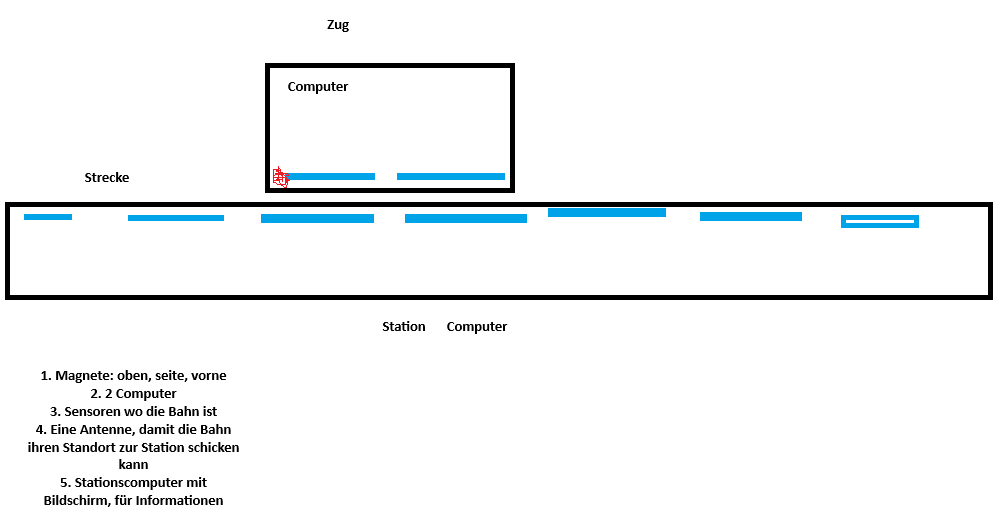 Zug
Computer
Strecke
Station Computer
1. Magnete: oben, seite, vorne
2. 2 Computer
3. Sensoren wo die Bahn ist
4. Eine Antenne, damit die Bahn
ihren Standort zur Station schicken
kann
5. Stationscomputer mit
Bildschirm, für Informationen